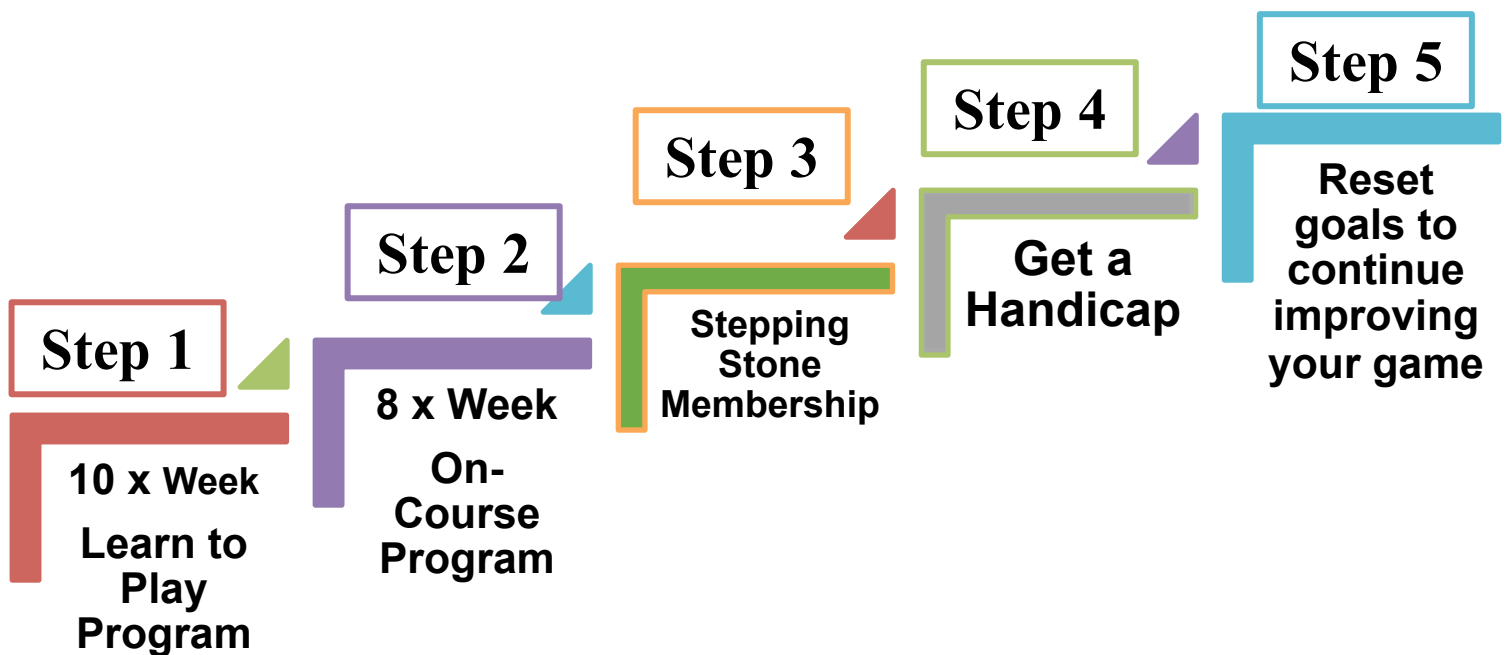 Step 1
10 x Week
Learn to
Play
Program
Step 2
8 x Week
On-
Course
Program
Step 3
Stepping
Stone
Membership
Step 4
Get a
Handicap
Step 5
Reset
goals to
continue
improving
your game